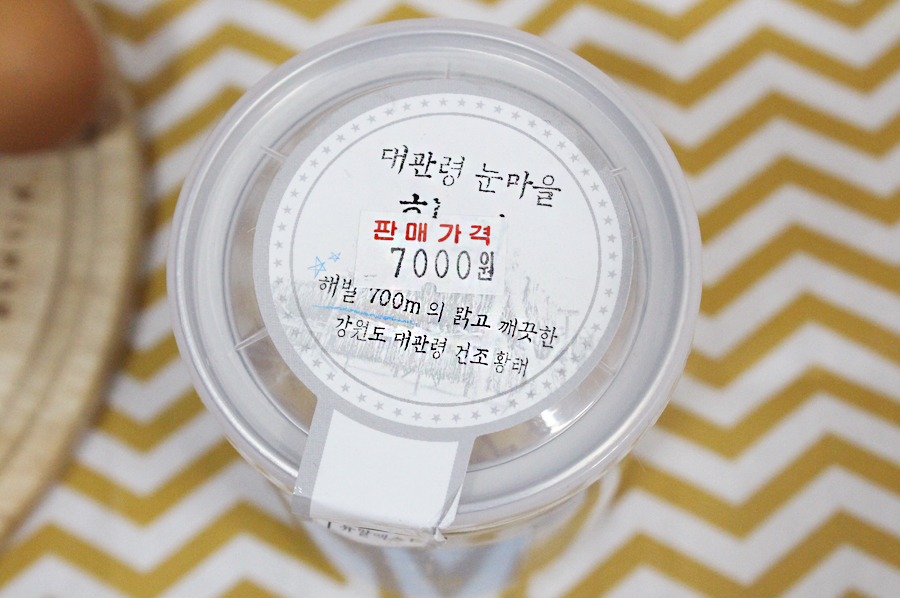 대관령 눈마을
판매가격
7000원
해발 700m의 맑고 깨끗한
강원도 대관령 건조황태